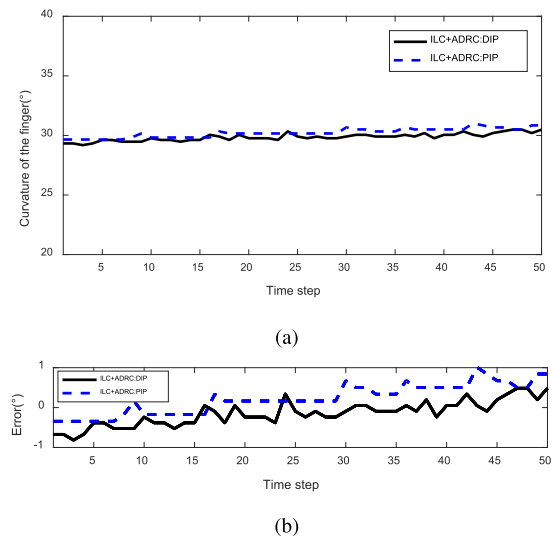 40
35
30
25
20
Curvature of the finger(°)
ILC+ADRC:DIP
ILC+ADRC:PIP
5 10 15 20 25 30 35 40 45 50
Time step
(a)
1
0
-1
Error(°)
ILC+ADRC:DIP
ILC+ADRC:PIP
5 10 15 20 25 30 35 40 45 50
Time step
(b)